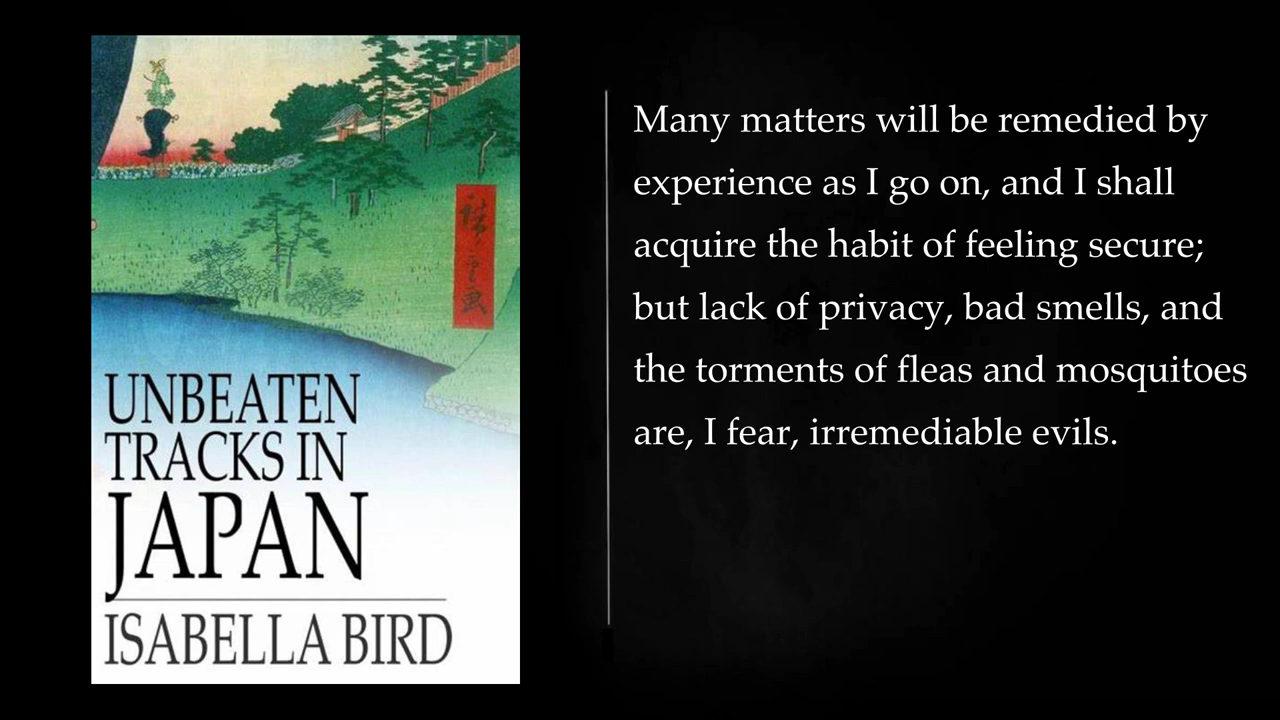 UNBEATEN
TRACKS IN
JAPAN
ISABELLA BIRD
Many matters will be remedied by
experience as I go on, and I shall
acquire the habit of feeling secure;
but lack of privacy, bad smells, and
the torments of fleas and mosquitoes
are, I fear, irremediable evils.